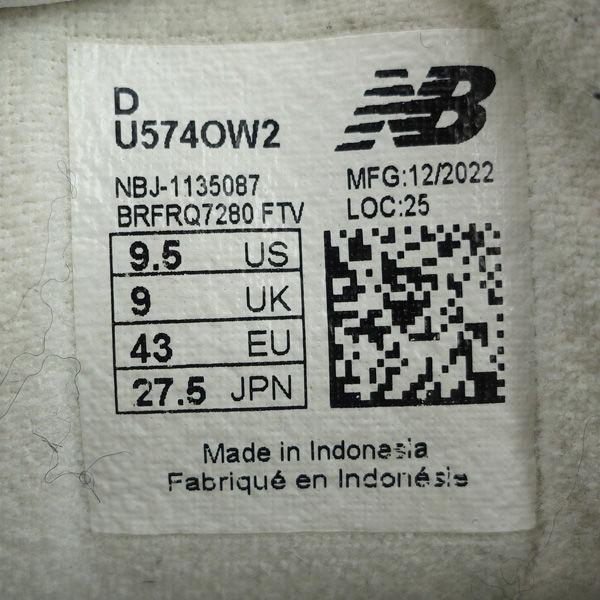 D
U574OW2
NB
NBJ-1135087
BRFRQ7280 FTV
MFG:12/2022
LOC:25
9.5 US
9 UK
43 EU
27.5 JPN
Made in Indonesia
Fabriqué en Indonésie